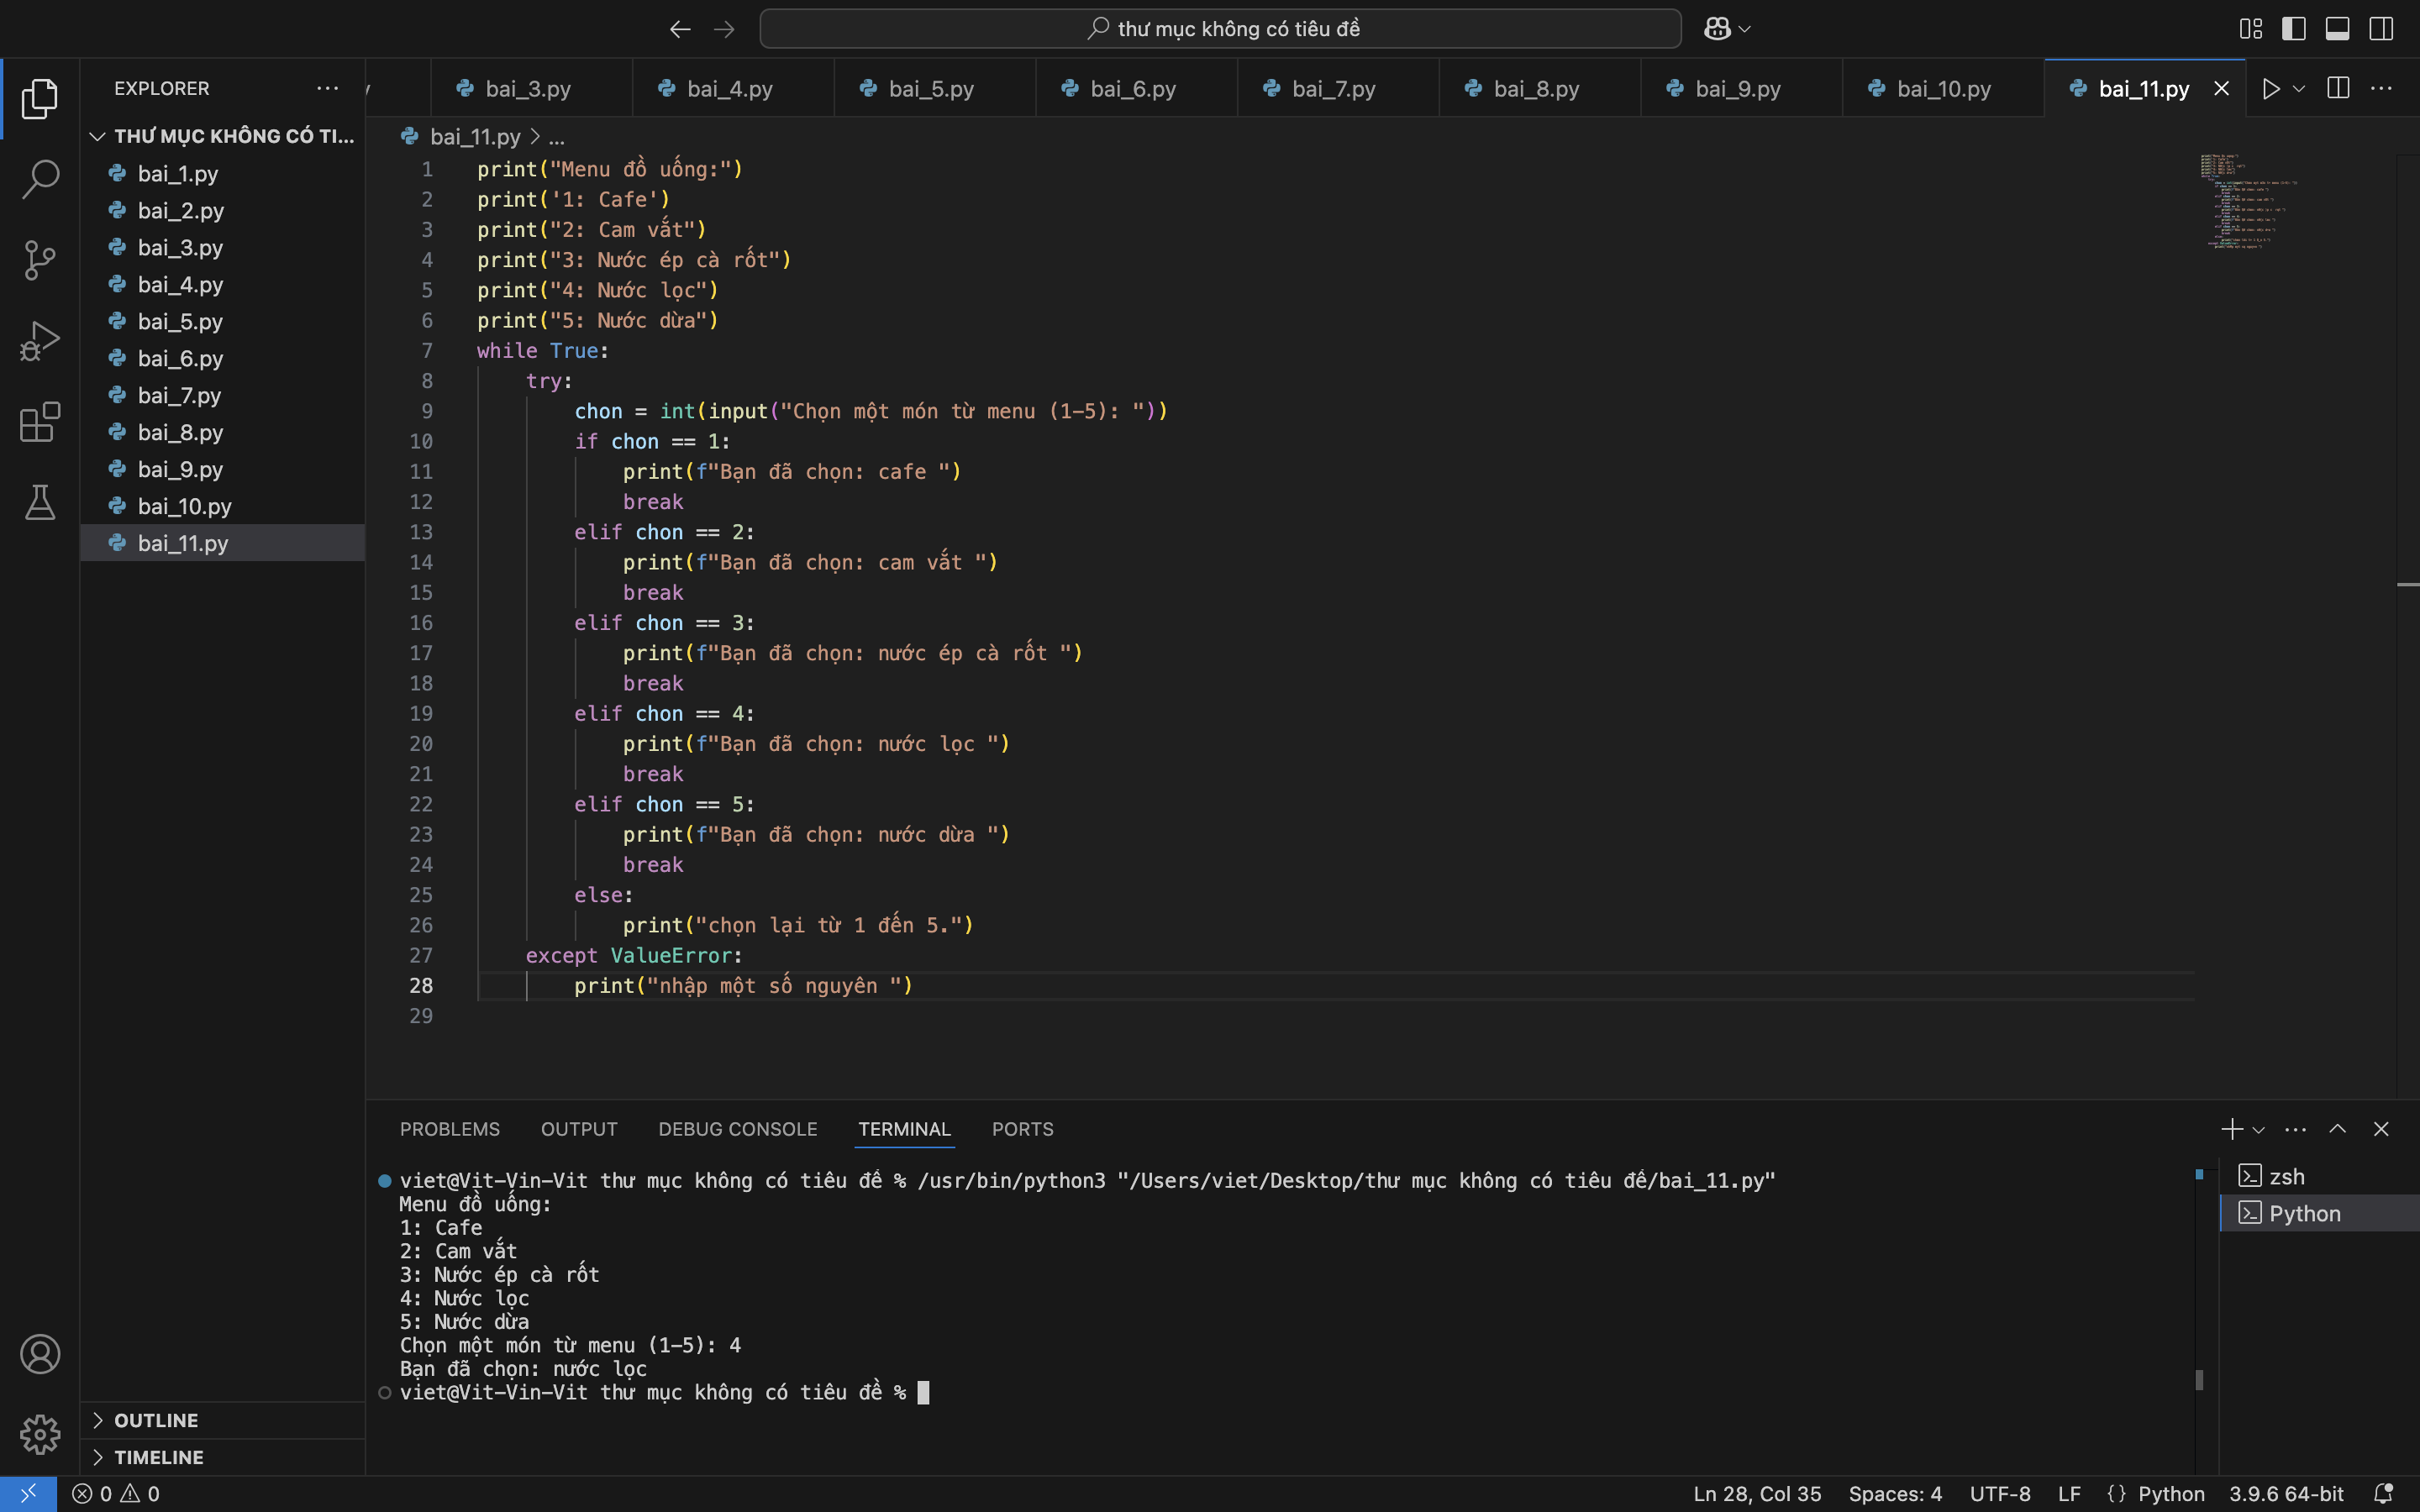 thư mục không có tiêu đề
EXPLORER
THƯ MỤC KHÔNG CÓ TI...
bai_1.py
bai_2.py
bai_3.py
bai_4.py
bai_5.py
bai_6.py
bai_7.py
bai_8.py
bai_9.py
bai_10.py
bai_11.py
OUTLINE
TIMELINE
bai_3.py bai_4.py bai_5.py bai_6.py bai_7.py bai_8.py bai_9.py bai_10.py bai_11.py
bai_11.py > ...
1 print("Menu đồ uống:")
2 print('1: Cafe')
3 print("2: Cam vắt")
4 print("3: Nước ép cà rốt")
5 print("4: Nước lọc")
6 print("5: Nước dừa")
7 while True:
8 try:
9 chon = int(input("Chọn một món từ menu (1-5): "))
10 if chon == 1:
11 print(f"Bạn đã chọn: cafe ")
12 break
13 elif chon == 2:
14 print(f"Bạn đã chọn: cam vắt ")
15 break
16 elif chon == 3:
17 print(f"Bạn đã chọn: nước ép cà rốt ")
18 break
19 elif chon == 4:
20 print(f"Bạn đã chọn: nước lọc ")
21 break
22 elif chon == 5:
23 print(f"Bạn đã chọn: nước dừa ")
24 break
25 else:
26 print("chọn lại từ 1 đến 5.")
27 except ValueError:
28 print("nhập một số nguyên ")
29
PROBLEMS OUTPUT DEBUG CONSOLE TERMINAL PORTS
viet@Vit-Vin-Vit thư mục không có tiêu đề % /usr/bin/python3 "/Users/viet/Desktop/thư mục không có tiêu đề/bai_11.py"
Menu đồ uống:
1: Cafe
2: Cam vắt
3: Nước ép cà rốt
4: Nước lọc
5: Nước dừa
Chọn một món từ menu (1-5): 4
Bạn đã chọn: nước lọc
viet@Vit-Vin-Vit thư mục không có tiêu đề %
zsh
Python
0 0
Ln 28, Col 35 Spaces: 4 UTF-8 LF {} Python 3.9.6 64-bit